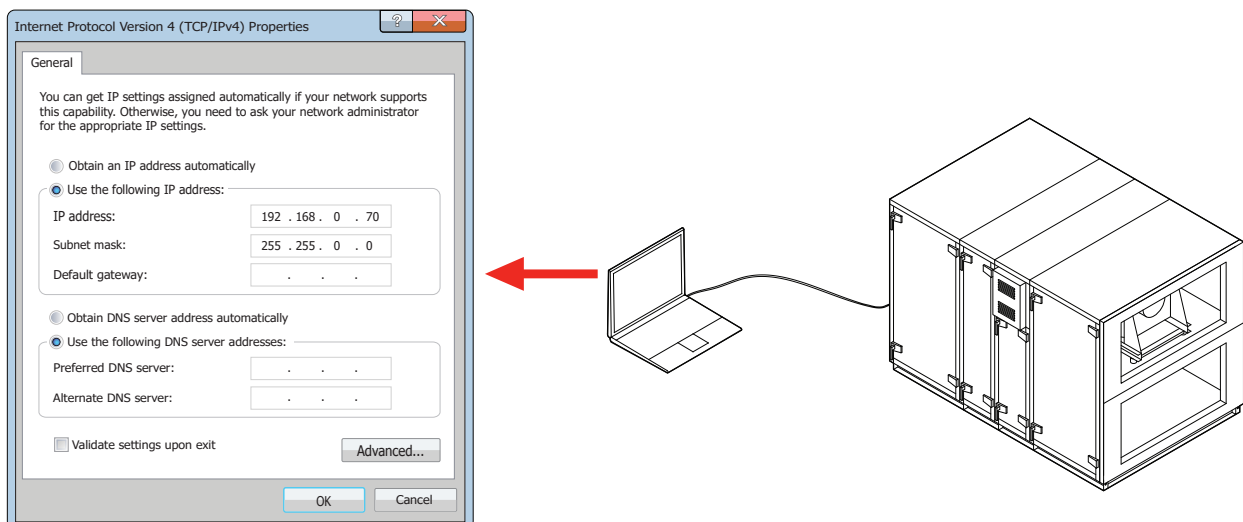 Internet Protocol Version 4 (TCP/IPv4) Properties
General
You can get IP settings assigned automatically if your network supports
this capability. Otherwise, you need to ask your network administrator
for the appropriate IP settings.
Obtain an IP address automatically
Use the following IP address:
IP address: 192 . 168 . 0 . 70
Subnet mask: 255 . 255 . 0 . 0
Default gateway: . . .
Obtain DNS server address automatically
Use the following DNS server addresses:
Preferred DNS server: . . .
Alternate DNS server: . . .
Validate settings upon exit
Advanced...
OK Cancel